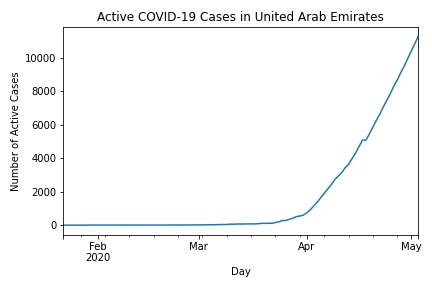 Active COVID-19 Cases in United Arab Emirates
Number of Active Cases
10000
8000
6000
4000
2000
0
Feb
2020
Mar
Apr
May
Day